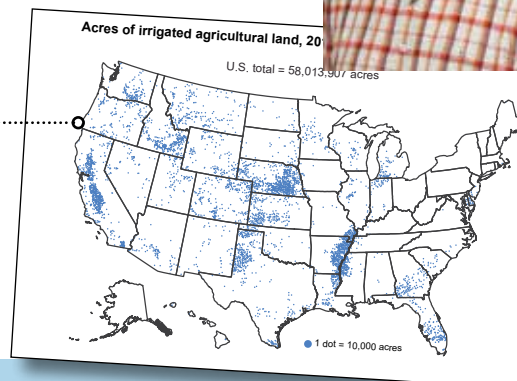 Acres of irrigated agricultural land, 20
U.S. total = 58,013,907 acres
1 dot = 10,000 acres